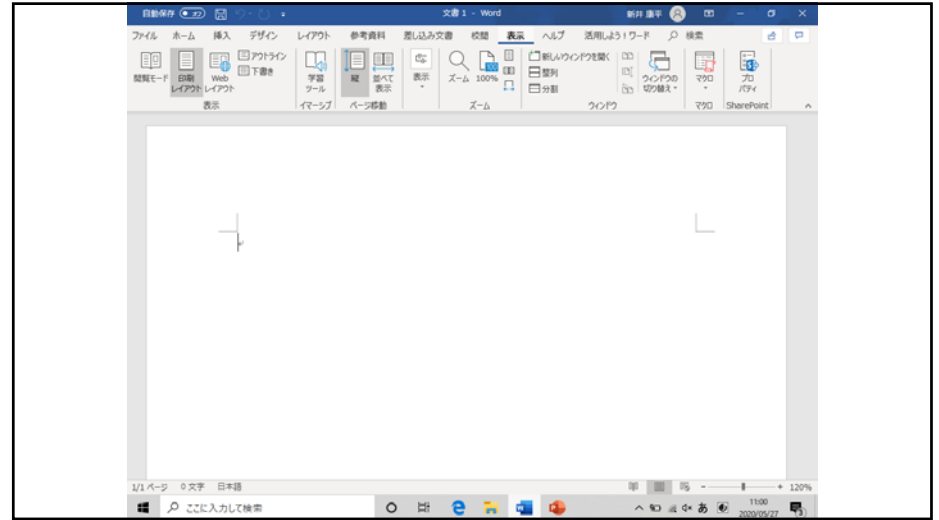 自動保存 オフ 文書 1 - Word 新井 康平
ファイル ホーム 挿入 デザイン レイアウト 参考資料 差し込み文書 校閲 表示 ヘルプ 活用しよう!ワード 検索
閲覧モード 印刷レイアウト Webレイアウト アウトライン 下書き
学習ツール
縦 並べて表示
表示
ズーム 100%
新しいウィンドウを開く 整列 分割
ウィンドウの切り替え
マクロ
プロパティ
表示 イマーシブ ページ移動 ズーム ウィンドウ マクロ SharePoint
1/1 ページ 0 文字 日本語 120%
ここに入力して検索 あ 11:00
2020/05/27